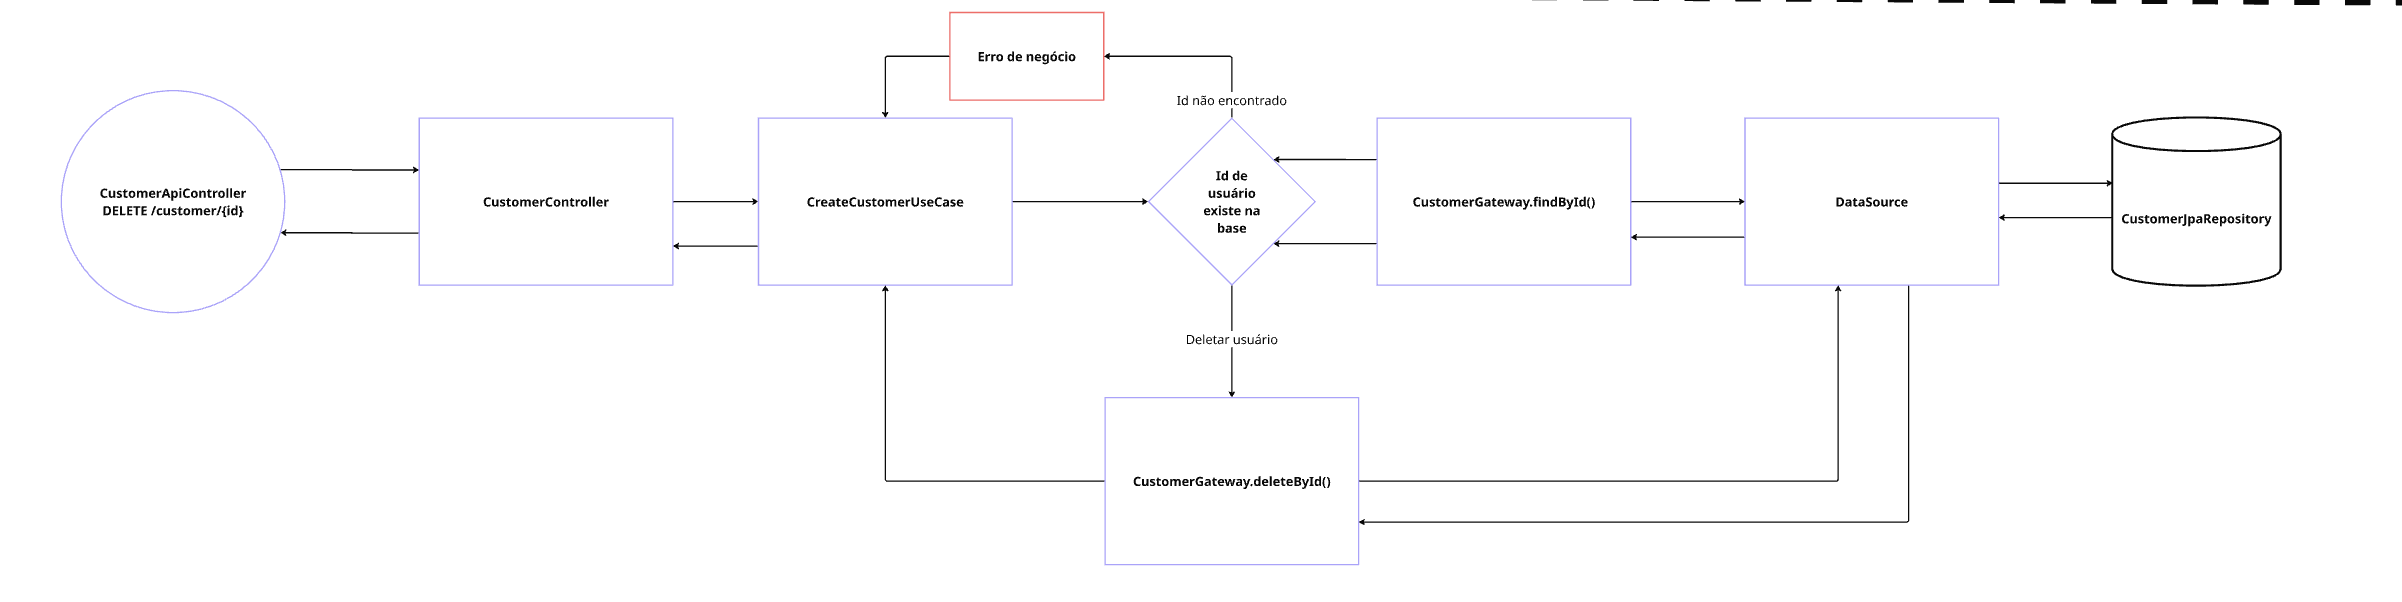 Erro de negócio
Id não encontrado
CustomerApiController
DELETE /customer/{id}
CustomerController
CreateCustomerUseCase
Id de
usuário
existe na
base
CustomerGateway.findById()
DataSource
CustomerJpaRepository
Deletar usuário
CustomerGateway.deleteById()